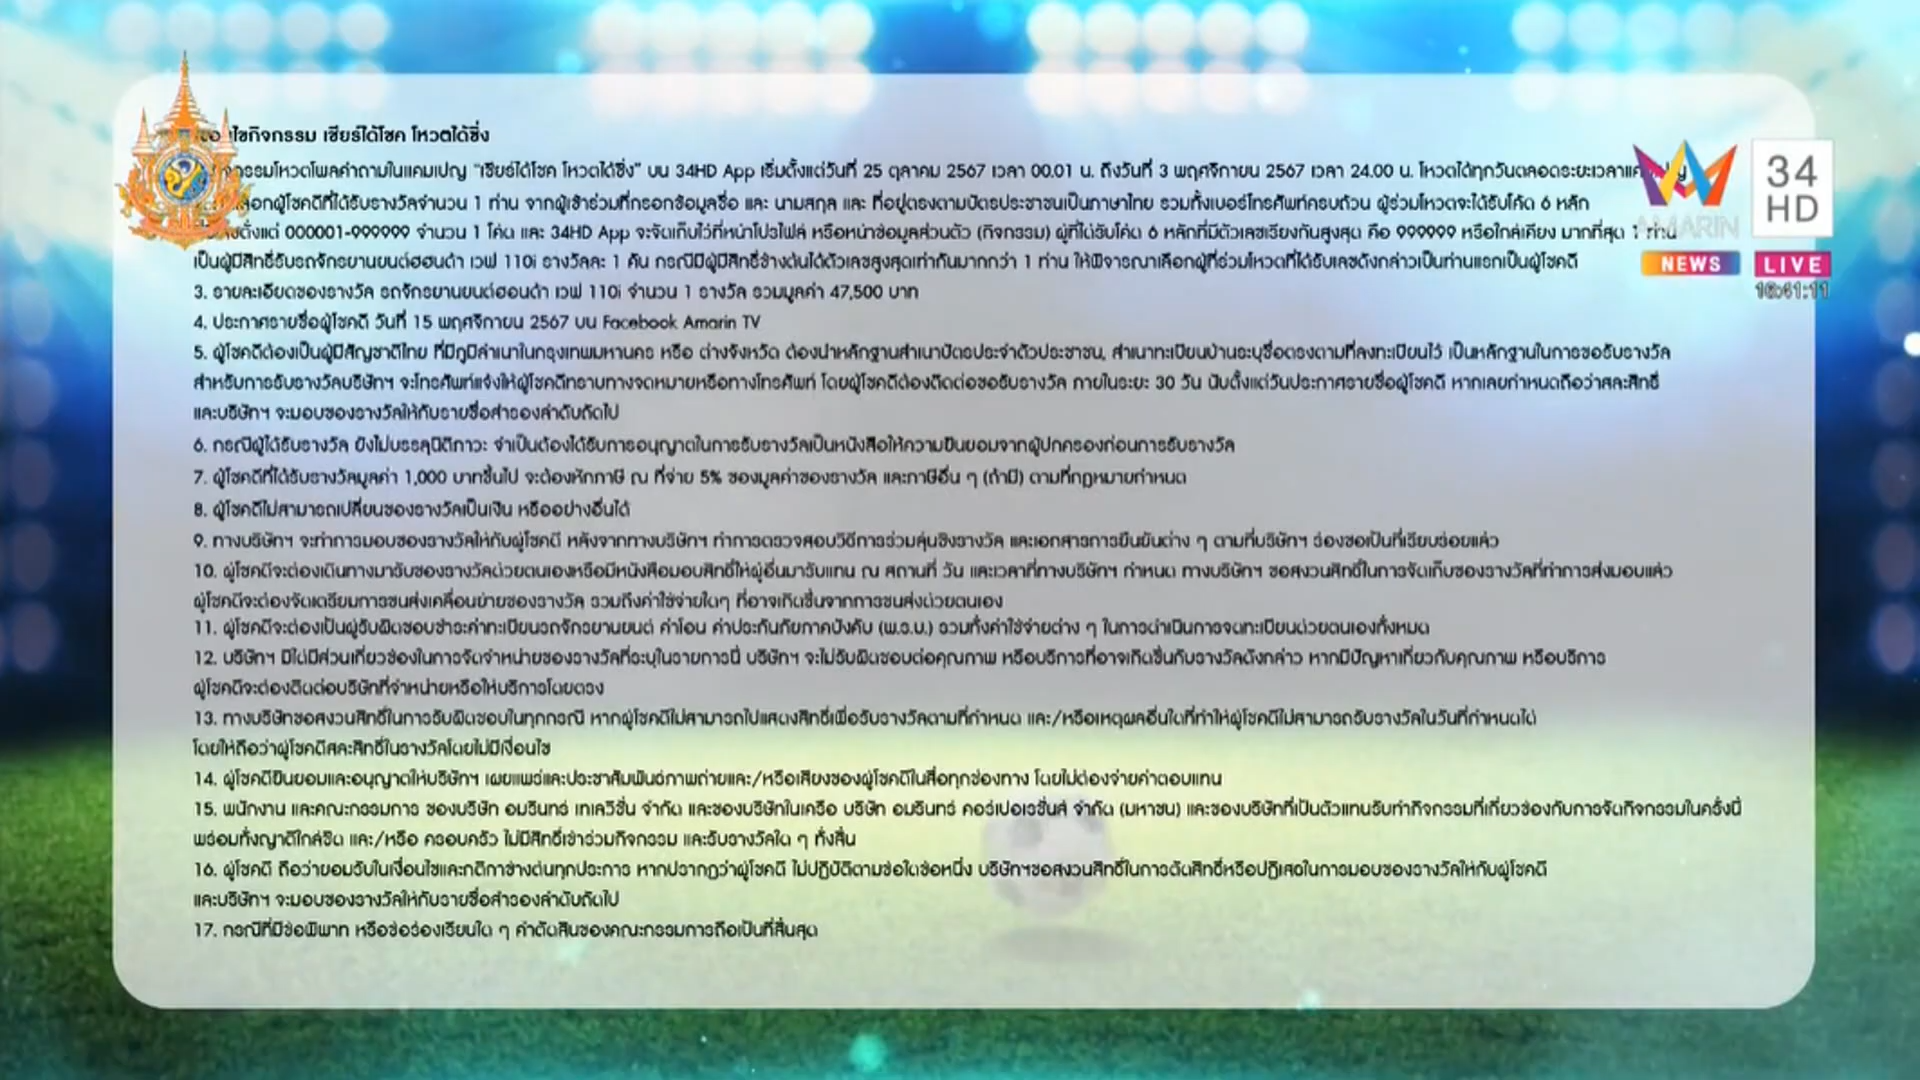 ไขกิจกรรม เชียร์ได้โชค โหวตได้ซิ่ง
กรรมโหวตโพลคำถามในแคมเปญ “เชียร์ได้โชค โหวตได้ซิ่ง” บน 34HD App เริ่มตั้งแต่วันที่ 25 ตุลาคม 2567 เวลา 00.01 น. ถึงวันที่ 3 พฤศจิกายน 2567 เวลา 24.00 น. โหวตได้ทุกวันตลอดระยะเวลา
ลือกผู้โชคดีที่ได้รับรางวัลจำนวน 1 ท่าน จากผู้เข้าร่วมที่กรอกข้อมูลชื่อ และ นามสกุล และ ที่อยู่ตรงตามบัตรประชาชนเป็นภาษาไทย รวมทั้งเบอร์โทรศัพท์ครบถ้วน ผู้ร่วมโหวตจะได้รับโค้ด 6 หลัก
ตั้งแต่ 000001-999999 จำนวน 1 โค้ด และ 34HD App จะจัดเก็บไว้ที่หน้าโปรไฟล์ หรือหน้าข้อมูลส่วนตัว (กิจกรรม) ผู้ที่ได้รับโค้ด 6 หลักที่มีตัวเลขเรียงกันสูงสุด คือ 999999 หรือใกล้เคียง มากที่สุด 1 ท่าน
เป็นผู้มีสิทธิ์รับรถจักรยานยนต์ฮอนด้า เวฟ 110i รางวัลละ 1 คัน กรณีมีผู้มีสิทธิ์ข้างต้นได้ตัวเลขสูงสุดเท่ากันมากกว่า 1 ท่าน ให้พิจารณาเลือกผู้ที่ร่วมโหวตที่ได้รับเลขดังกล่าวเป็นท่านแรกเป็นผู้โชคดี
3. รายละเอียดของรางวัล รถจักรยานยนต์ฮอนด้า เวฟ 110i จำนวน 1 รางวัล รวมมูลค่า 47,500 บาท
4. ประกาศรายชื่อผู้โชคดี วันที่ 15 พฤศจิกายน 2567 บน Facebook Amarin TV
5. ผู้โชคดีต้องเป็นผู้มีสัญชาติไทย ที่มีภูมิลำเนาในกรุงเทพมหานคร หรือ ต่างจังหวัด ต้องนำหลักฐานสำเนาบัตรประจำตัวประชาชน, สำเนาทะเบียนบ้านระบุชื่อตรงตามที่ลงทะเบียนไว้ เป็นหลักฐานในการขอรับรางวัล
สำหรับการรับรางวัลบริษัทฯ จะโทรศัพท์แจ้งให้ผู้โชคดีทราบทางจดหมายหรือทางโทรศัพท์ โดยผู้โชคดีต้องติดต่อขอรับรางวัล ภายในระยะ 30 วัน นับตั้งแต่วันประกาศรายชื่อผู้โชคดี หากเลยกำหนดถือว่าสละสิทธิ์
และบริษัทฯ จะมอบของรางวัลให้กับรายชื่อสำรองลำดับถัดไป
6. กรณีผู้ได้รับรางวัล ยังไม่บรรลุนิติภาวะ จำเป็นต้องได้รับการอนุญาตในการรับรางวัลเป็นหนังสือให้ความยินยอมจากผู้ปกครองก่อนการรับรางวัล
7. ผู้โชคดีที่ได้รับรางวัลมูลค่า 1,000 บาทขึ้นไป จะต้องหักภาษี ณ ที่จ่าย 5% ของมูลค่าของรางวัล และภาษีอื่น ๆ (ถ้ามี) ตามที่กฎหมายกำหนด
8. ผู้โชคดีไม่สามารถเปลี่ยนของรางวัลเป็นเงิน หรืออย่างอื่นได้
9. ทางบริษัทฯ จะทำการมอบของรางวัลให้กับผู้โชคดี หลังจากทางบริษัทฯ ทำการตรวจสอบวิธีการร่วมลุ้นชิงรางวัล และเอกสารการยืนยันต่าง ๆ ตามที่บริษัทฯ ร้องขอเป็นที่เรียบร้อยแล้ว
10. ผู้โชคดีจะต้องเดินทางมารับของรางวัลด้วยตนเองหรือมีหนังสือมอบสิทธิ์ให้ผู้อื่นมารับแทน ณ สถานที่ วัน และเวลาที่ทางบริษัทฯ กำหนด ทางบริษัทฯ ขอสงวนสิทธิ์ในการจัดเก็บของรางวัลที่ทำการส่งมอบแล้ว
ผู้โชคดีจะต้องจัดเตรียมการขนส่งเคลื่อนย้ายของรางวัล รวมถึงค่าใช้จ่ายใดๆ ที่อาจเกิดขึ้นจากการขนส่งด้วยตนเอง
11. ผู้โชคดีจะต้องเป็นผู้รับผิดชอบชำระค่าทะเบียนรถจักรยานยนต์ ค่าโอน ค่าประกันภัยภาคบังคับ (พ.ร.บ.) รวมทั้งค่าใช้จ่ายต่าง ๆ ในการดำเนินการจดทะเบียนด้วยตนเองทั้งหมด
12. บริษัทฯ มิได้มีส่วนเกี่ยวข้องในการจัดจำหน่ายของรางวัลที่ระบุในรายการนี้ บริษัทฯ จะไม่รับผิดชอบต่อคุณภาพ หรือบริการที่อาจเกิดขึ้นกับรางวัลดังกล่าว หากมีปัญหาเกี่ยวกับคุณภาพ หรือบริการ
ผู้โชคดีจะต้องติดต่อบริษัทที่จำหน่ายหรือให้บริการโดยตรง
13. ทางบริษัทขอสงวนสิทธิ์ในการรับผิดชอบในทุกกรณี หากผู้โชคดีไม่สามารถไปแสดงสิทธิ์เพื่อรับรางวัลตามที่กำหนด และ/หรือเหตุผลอื่นใดที่ทำให้ผู้โชคดีไม่สามารถรับรางวัลในวันที่กำหนดได้
โดยให้ถือว่าผู้โชคดีสละสิทธิ์ในรางวัลโดยไม่มีเงื่อนไข
14. ผู้โชคดียินยอมและอนุญาตให้บริษัทฯ เผยแพร่และประชาสัมพันธ์ภาพถ่ายและ/หรือเสียงของผู้โชคดีในสื่อทุกช่องทาง โดยไม่ต้องจ่ายค่าตอบแทน
15. พนักงาน และคณะกรรมการ ของบริษัท อมรินทร์ เทเลวิชั่น จำกัด และของบริษัทในเครือ บริษัท อมรินทร์ คอร์เปอเรชั่นส์ จำกัด (มหาชน) และของบริษัทที่เป็นตัวแทนรับทำกิจกรรมที่เกี่ยวข้องกับการจัดกิจกรรมในครั้งนี้
พร้อมทั้งญาติใกล้ชิด และ/หรือ ครอบครัว ไม่มีสิทธิ์เข้าร่วมกิจกรรม และรับรางวัลใด ๆ ทั้งสิ้น
16. ผู้โชคดี ถือว่ายอมรับในเงื่อนไขและกติกาข้างต้นทุกประการ หากปรากฏว่าผู้โชคดี ไม่ปฏิบัติตามข้อใดข้อหนึ่ง บริษัทฯขอสงวนสิทธิ์ในการตัดสิทธิ์หรือปฏิเสธในการมอบของรางวัลให้กับผู้โชคดี
และบริษัทฯ จะมอบของรางวัลให้กับรายชื่อสำรองลำดับถัดไป
17. กรณีที่มีข้อพิพาท หรือข้อร้องเรียนใด ๆ คำตัดสินของคณะกรรมการถือเป็นที่สิ้นสุด
AMARIN
34
HD
NEWS
LIVE
16:41:11